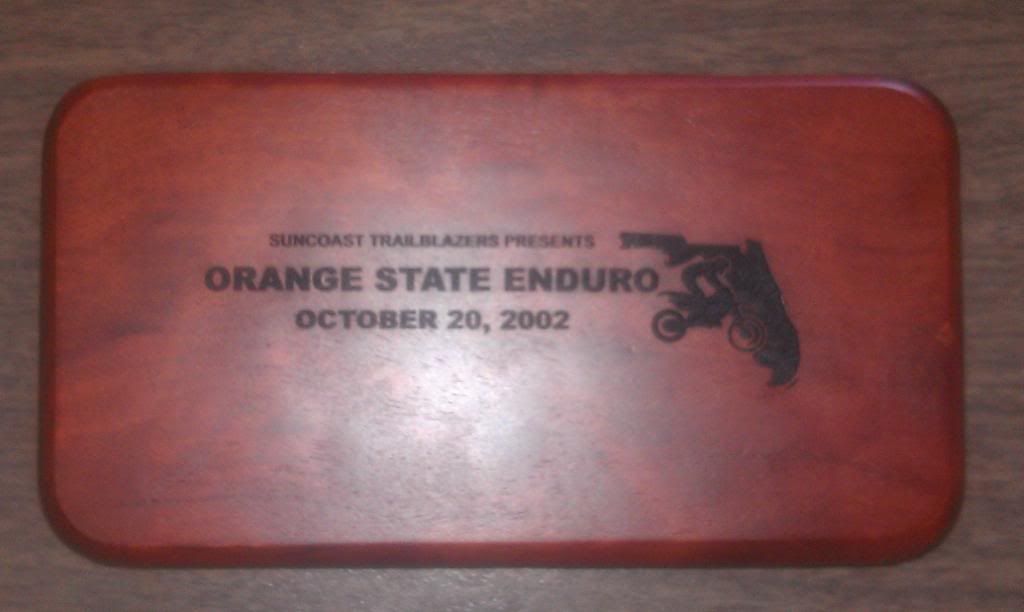 SUNCOAST TRAILBLAZERS PRESENTS
ORANGE STATE ENDURO
OCTOBER 20, 2002